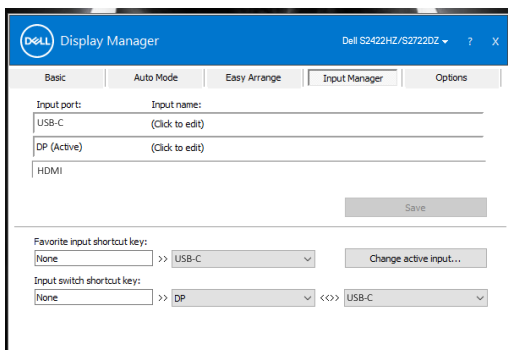 DELL Display Manager Dell S2422HZ/S2722DZ ? X
Basic Auto Mode Easy Arrange Input Manager Options
Input port: Input name:
USB-C (Click to edit)
DP (Active) (Click to edit)
HDMI
Save
Favorite input shortcut key:
None >> USB-C Change active input...
Input switch shortcut key:
None >> DP <<>> USB-C